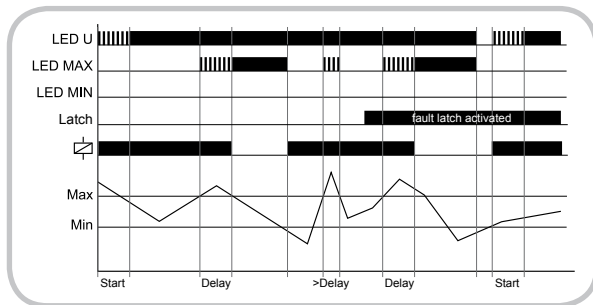 LED U
LED MAX
LED MIN
Latch
fault latch activated
Max
Min
Start
Delay
>Delay
Delay
Start